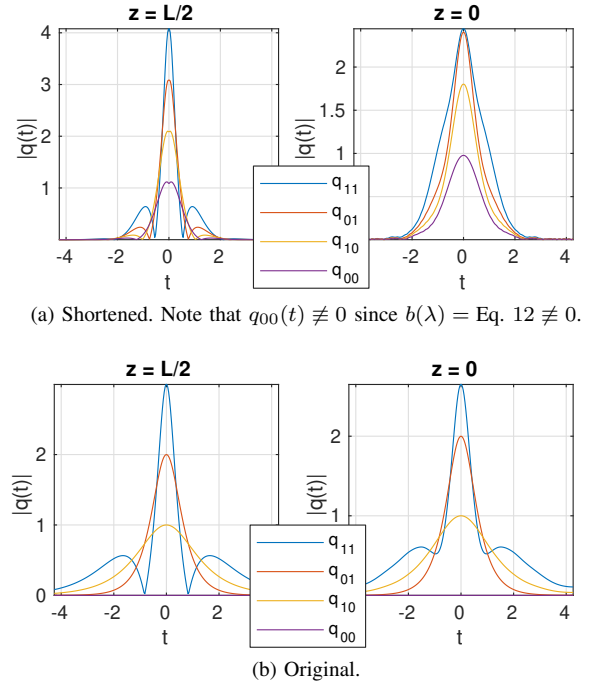 z = L/2
z = 0
|q(t)|
4
3
2
1
-4
-2
0
2
t
|q(t)|
2
1.5
1
-4
-2
0
2
4
t
q11
q01
q10
q00
(a) Shortened. Note that q00(t) ≢ 0 since b(λ) = Eq. 12 ≢ 0.
z = L/2
z = 0
|q(t)|
2
1
0
-4
-2
0
2
t
|q(t)|
2
1
-4
-2
0
2
4
t
q11
q01
q10
q00
(b) Original.